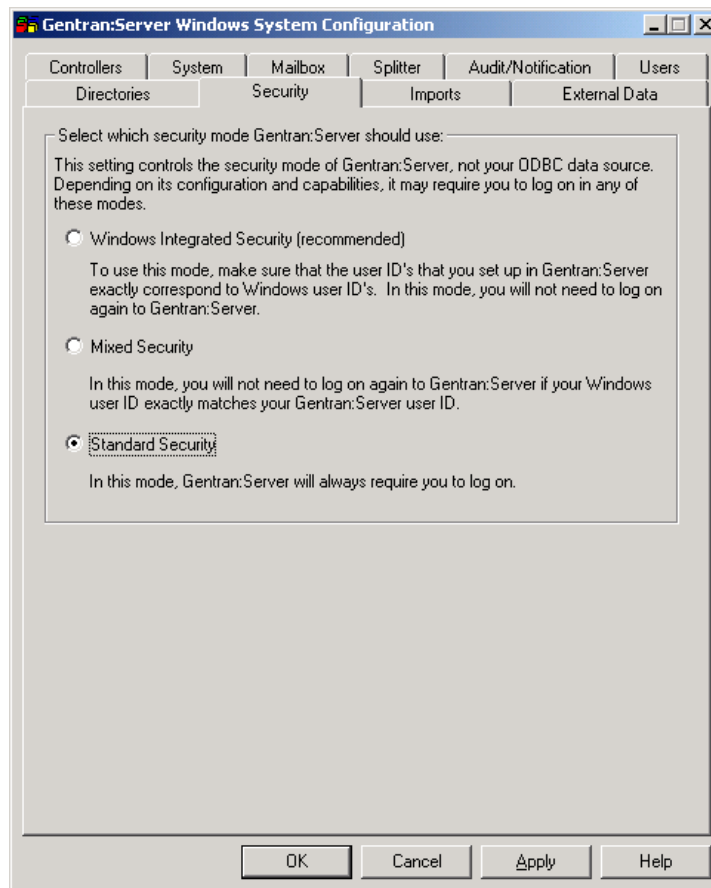 Gentran:Server Windows System Configuration
Controllers System Mailbox Splitter Audit/Notification Users
Directories Security Imports External Data
Select which security mode Gentran:Server should use:
This setting controls the security mode of Gentran:Server, not your ODBC data source.
Depending on its configuration and capabilities, it may require you to log on in any of
these modes.
Windows Integrated Security (recommended)
To use this mode, make sure that the user ID's that you set up in Gentran:Server
exactly correspond to Windows user ID's. In this mode, you will not need to log on
again to Gentran:Server.
Mixed Security
In this mode, you will not need to log on again to Gentran:Server if your Windows
user ID exactly matches your Gentran:Server user ID.
Standard Security
In this mode, Gentran:Server will always require you to log on.
OK Cancel Apply Help